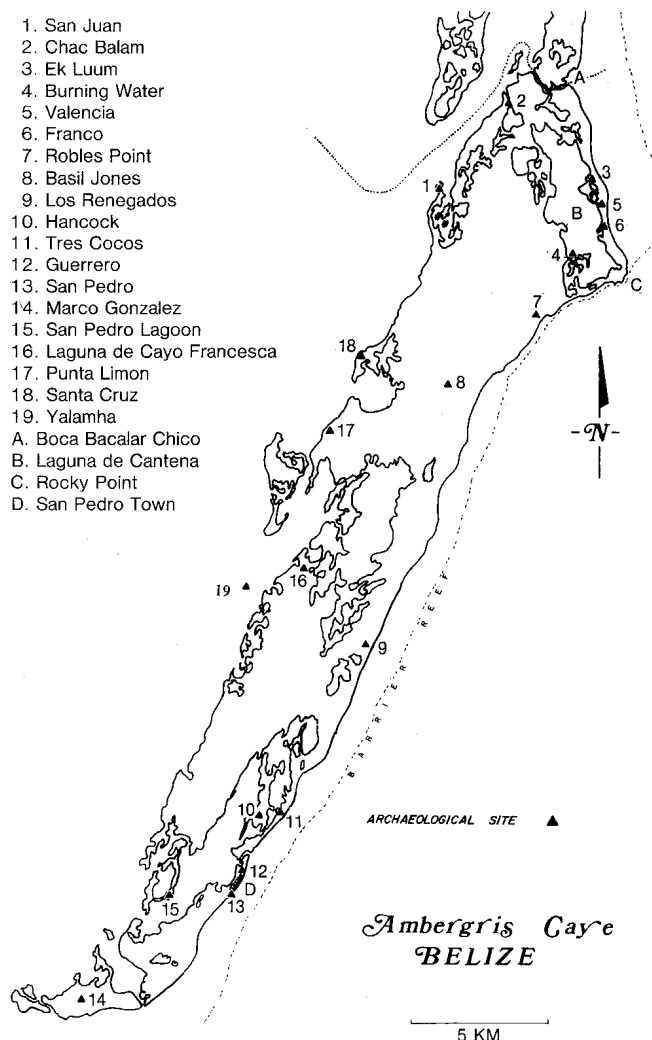 1. San Juan
2. Chac Balam
3. Ek Luum
4. Burning Water
5. Valencia
6. Franco
7. Robles Point
8. Basil Jones
9. Los Renegados
10. Hancock
11. Tres Cocos
12. Guerrero
13. San Pedro
14. Marco Gonzalez
15. San Pedro Lagoon
16. Laguna de Cayo Francesca
17. Punta Limon
18. Santa Cruz
19. Yalamha
A. Boca Bacalar Chico
B. Laguna de Cantena
C. Rocky Point
D. San Pedro Town
A
2
3
1
5
B
6
4
C
7
18
8
-N-
17
16
19
9
BARRIER REEF
10
11
ARCHAEOLOGICAL SITE
12
D
15
13
Ambergris Caye
BELIZE
14
5 KM